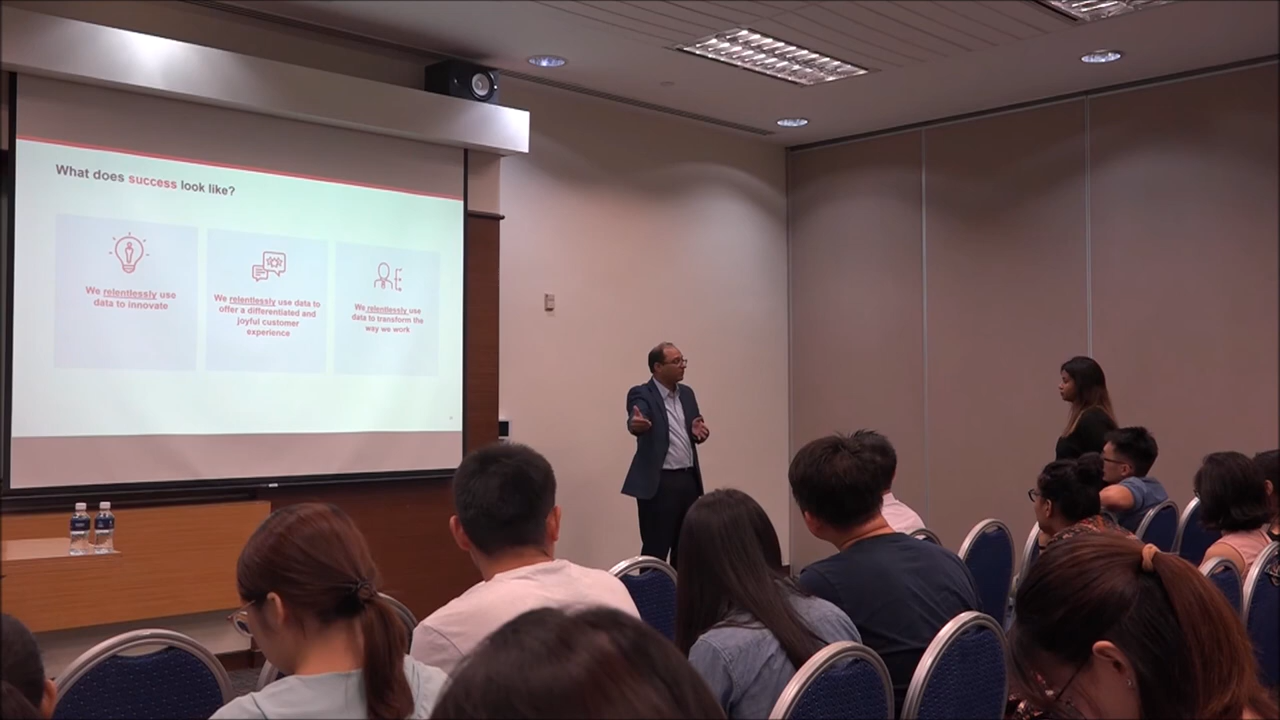 What does success look like?
We relentlessly use
data to innovate
We relentlessly use data to
offer a differentiated and
joyful customer
experience
We relentlessly use
data to transform the
way we work